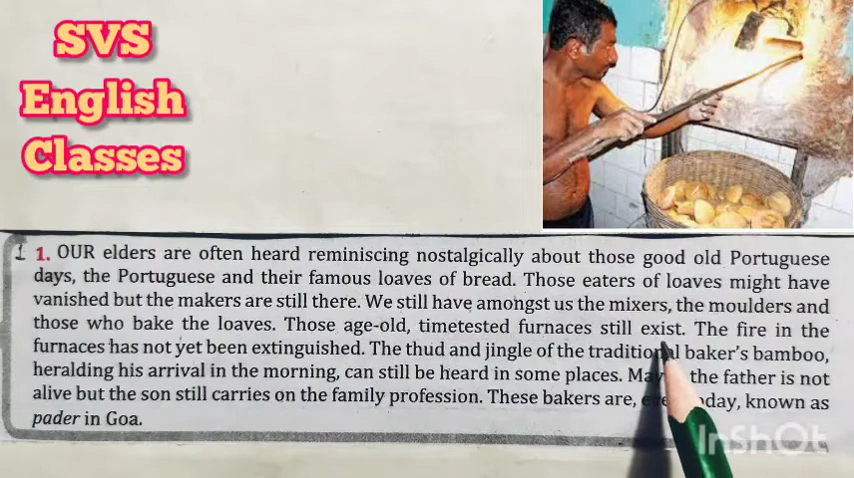 SVS
English
Classes
1 1. OUR elders are often heard reminiscing nostalgically about those good old Portuguese
days, the Portuguese and their famous loaves of bread. Those eaters of loaves might have
vanished but the makers are still there. We still have amongst us the mixers, the moulders and
those who bake the loaves. Those age-old, timetested furnaces still exist. The fire in the
furnaces has not yet been extinguished. The thud and jingle of the traditional baker's bamboo,
heralding his arrival in the morning, can still be heard in some places. the father is not
alive but the son still carries on the family profession. These bakers are, known as
pader in Goa.
InShOt